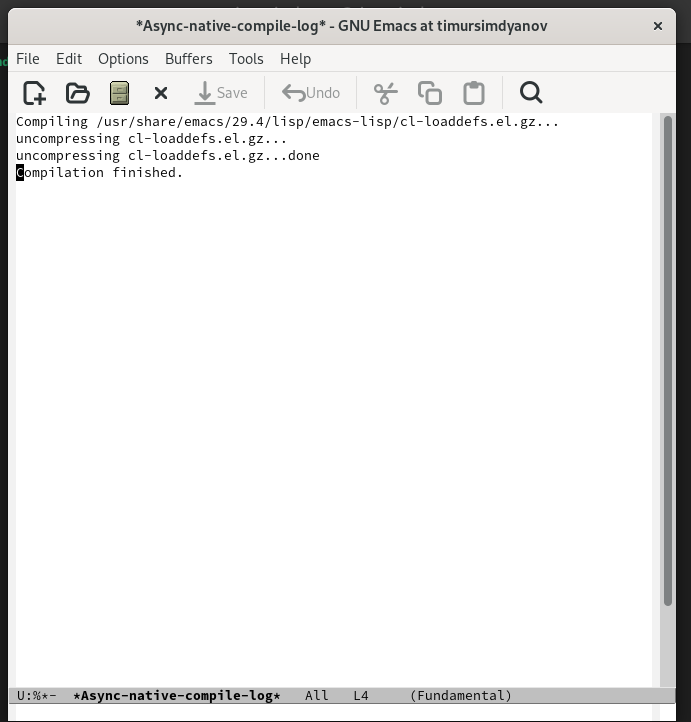 *Async-native-compile-log* - GNU Emacs at timursimdyanov
File Edit Options Buffers Tools Help
Save Undo
Compiling /usr/share/emacs/29.4/lisp/emacs-lisp/cl-loaddefs.el.gz...
uncompressing cl-loaddefs.el.gz...
uncompressing cl-loaddefs.el.gz...done
Compilation finished.
U:%*- *Async-native-compile-log* All L4 (Fundamental)